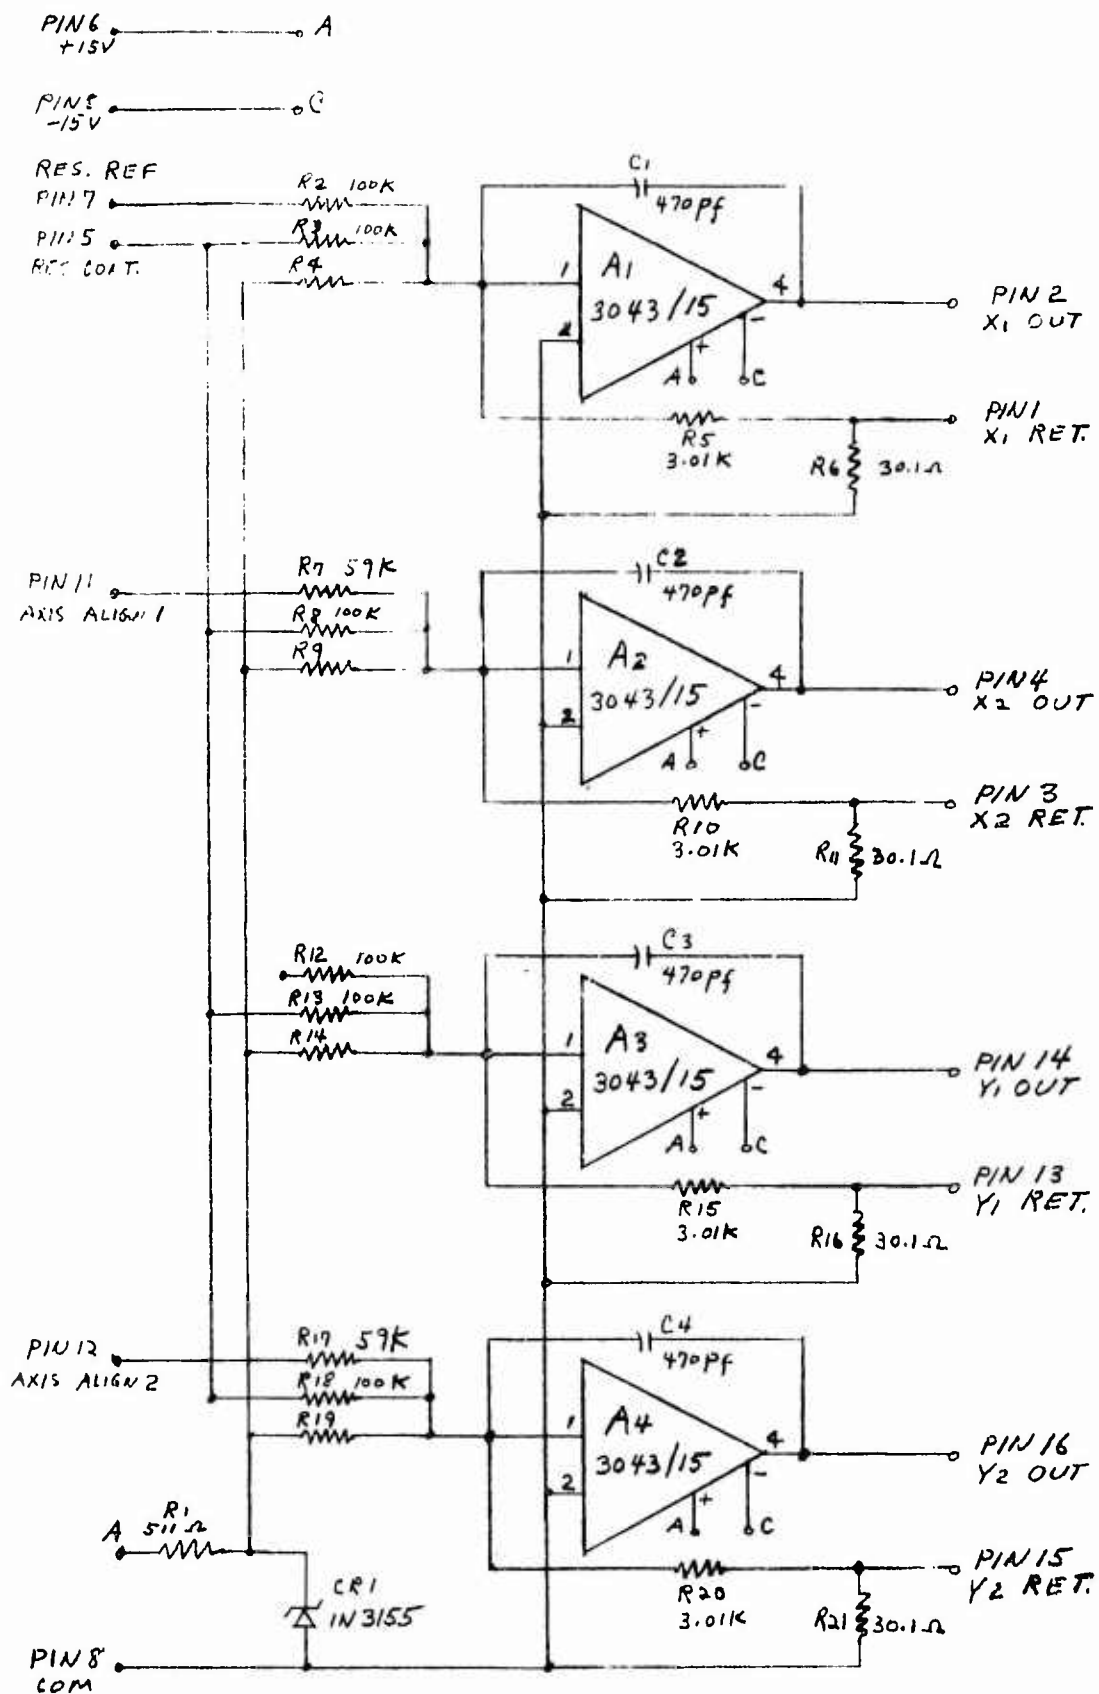 PIN 6
+15V
A
PIN 9
-15V
C
RES. REF
PIN 7
R2 100K
PIN 5
R3 100K
R4
C1
470pf
1
A1
3043/15
2
4
+
-
A
C
PIN 2
X1 OUT
R5
3.01K
R6 30.1Ω
PIN 1
X1 RET.
PIN 11
AXIS ALIGN 1
R7 59K
R8 100K
R9
C2
470pf
1
A2
3043/15
2
4
+
-
A
C
PIN 4
X2 OUT
R10
3.01K
R11 30.1Ω
PIN 3
X2 RET.
R12 100K
R13 100K
R14
C3
470pf
1
A3
3043/15
2
4
+
-
A
C
PIN 14
Y1 OUT
R15
3.01K
R16 30.1Ω
PIN 13
Y1 RET.
PIN 12
AXIS ALIGN 2
R17 59K
R18 100K
R19
C4
470pf
1
A4
3043/15
2
4
+
-
A
C
PIN 16
Y2 OUT
R20
3.01K
R21 30.1Ω
PIN 15
Y2 RET.
A
R1
511Ω
CR1
IN3155
PIN 8
COM